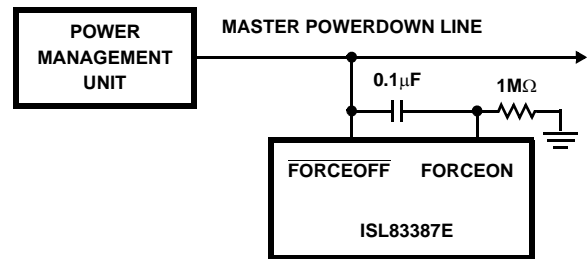 POWER
MANAGEMENT
UNIT
MASTER POWERDOWN LINE
0.1μF
1MΩ
FORCEOFF FORCEON
ISL83387E